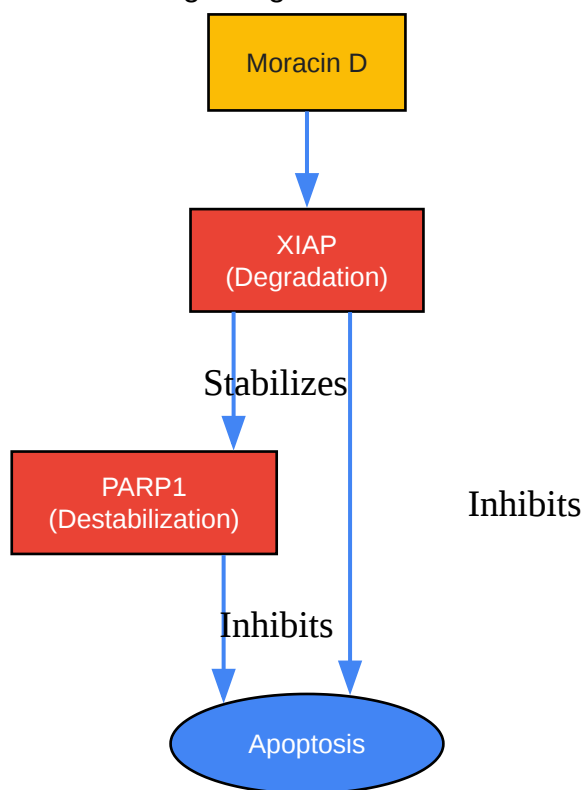 Moracin D
XIAP
(Degradation)
Stabilizes
PARP1
(Destabilization)
Inhibits
Inhibits
Apoptosis